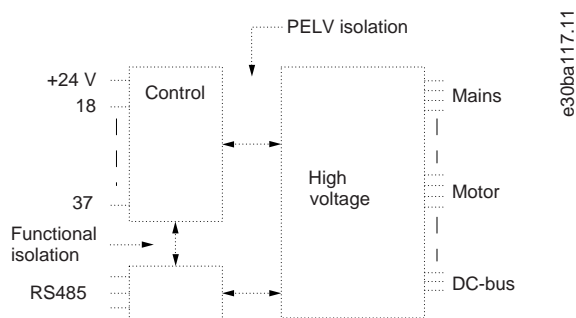 PELV isolation
+24 V
18
Control
Mains
High
voltage
Motor
37
Functional
isolation
RS485
DC-bus
e30ba117.11